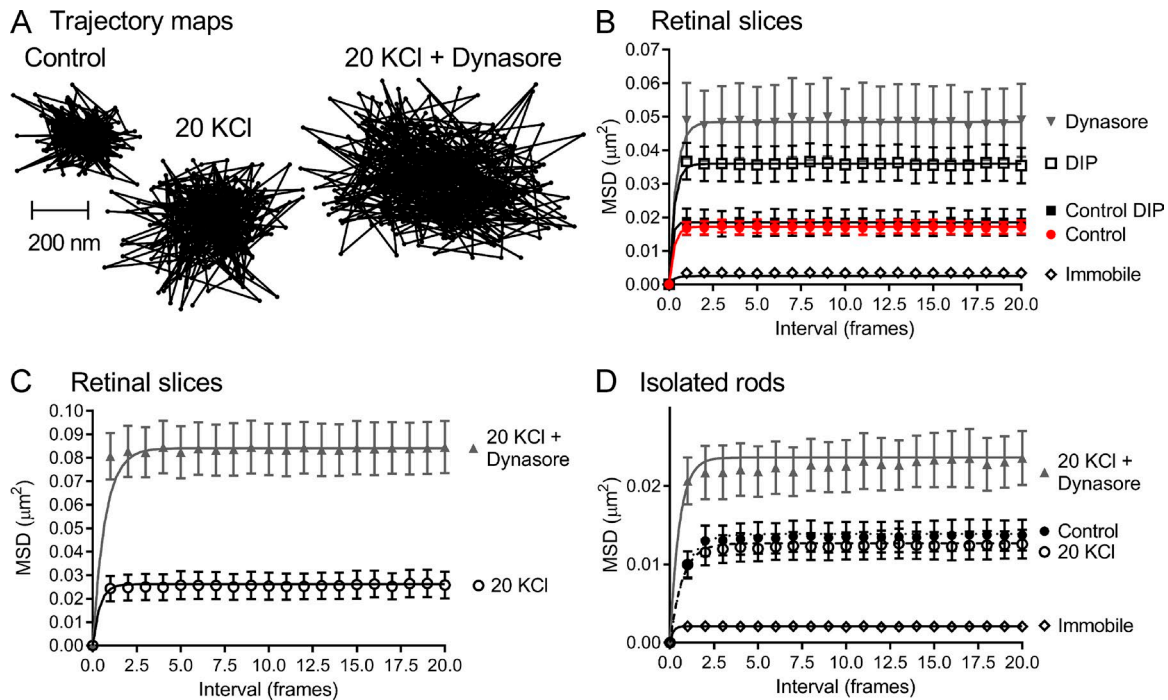 A Trajectory maps
Control
20 KCl
20 KCl + Dynasore
200 nm
B Retinal slices
MSD (μm²)
0.07
0.06
0.05
0.04
0.03
0.02
0.01
0.00
0.0 2.5 5.0 7.5 10.0 12.5 15.0 17.5 20.0
Interval (frames)
Dynasore
DIP
Control DIP
Control
Immobile
C Retinal slices
MSD (μm²)
0.10
0.09
0.08
0.07
0.06
0.05
0.04
0.03
0.02
0.01
0.00
0.0 2.5 5.0 7.5 10.0 12.5 15.0 17.5 20.0
Interval (frames)
20 KCl +
Dynasore
20 KCl
D Isolated rods
MSD (μm²)
0.02
0.01
0.00
0.0 2.5 5.0 7.5 10.0 12.5 15.0 17.5 20.0
Interval (frames)
20 KCl +
Dynasore
Control
20 KCl
Immobile